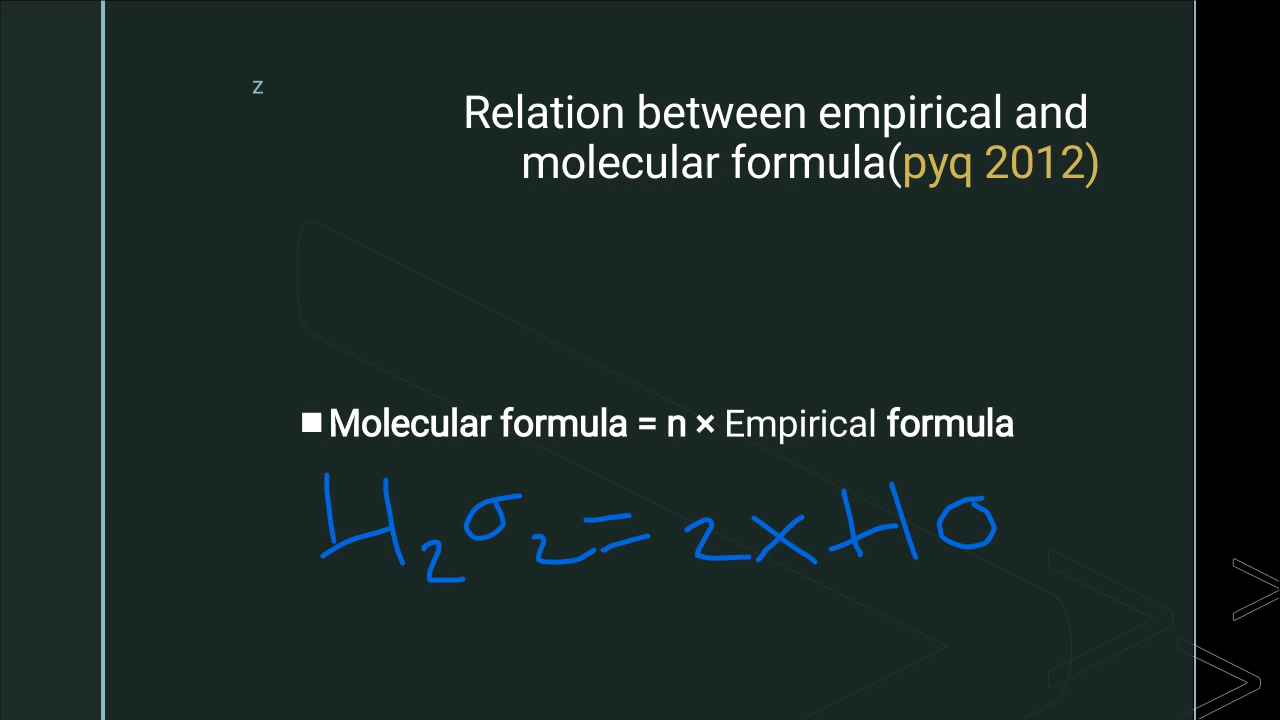 z
Relation between empirical and
molecular formula(pyq 2012)
■ Molecular formula = n × Empirical formula
H₂O₂ = 2 × HO